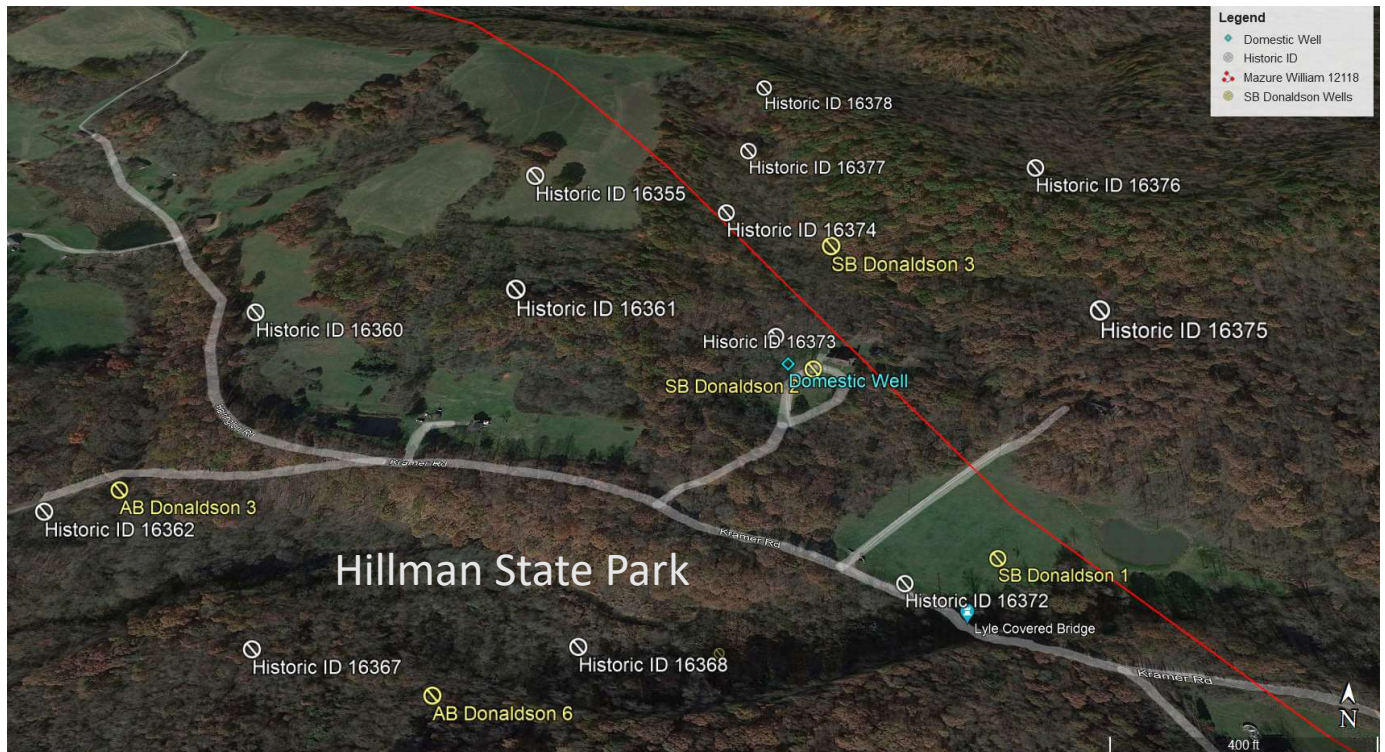 Legend
Domestic Well
Historic ID
Mazure William 12118
SB Donaldson Wells
Historic ID 16378
Historic ID 16377
Historic ID 16376
Historic ID 16355
Historic ID 16374
SB Donaldson 3
Historic ID 16361
Historic ID 16360
Historic ID 16375
Hisoric ID 16373
SB Donaldson 2
Domestic Well
Kramer Rd
AB Donaldson 3
Historic ID 16362
Kramer Rd
Hillman State Park
SB Donaldson 1
Historic ID 16372
Lyle Covered Bridge
Historic ID 16367
Historic ID 16368
Kramer Rd
AB Donaldson 6
N
400 ft